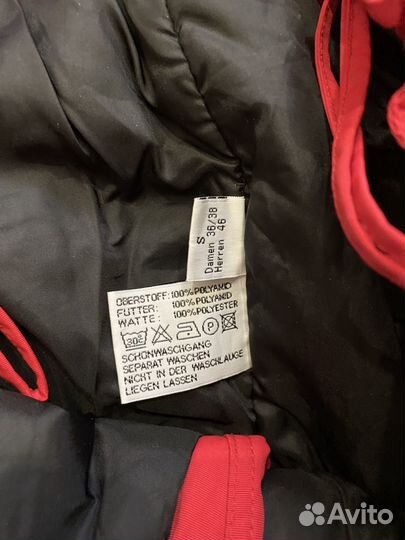 S
Damen 36/38
Herren 46
OBERSTOFF: 100% POLYAMID
FUTTER: 100% POLYAMID
WATTE: 100% POLYESTER
30C P
SCHONWASCHGANG
SEPARAT WASCHEN
NICHT IN DER WASCHLAUGE
LIEGEN LASSEN
Avito